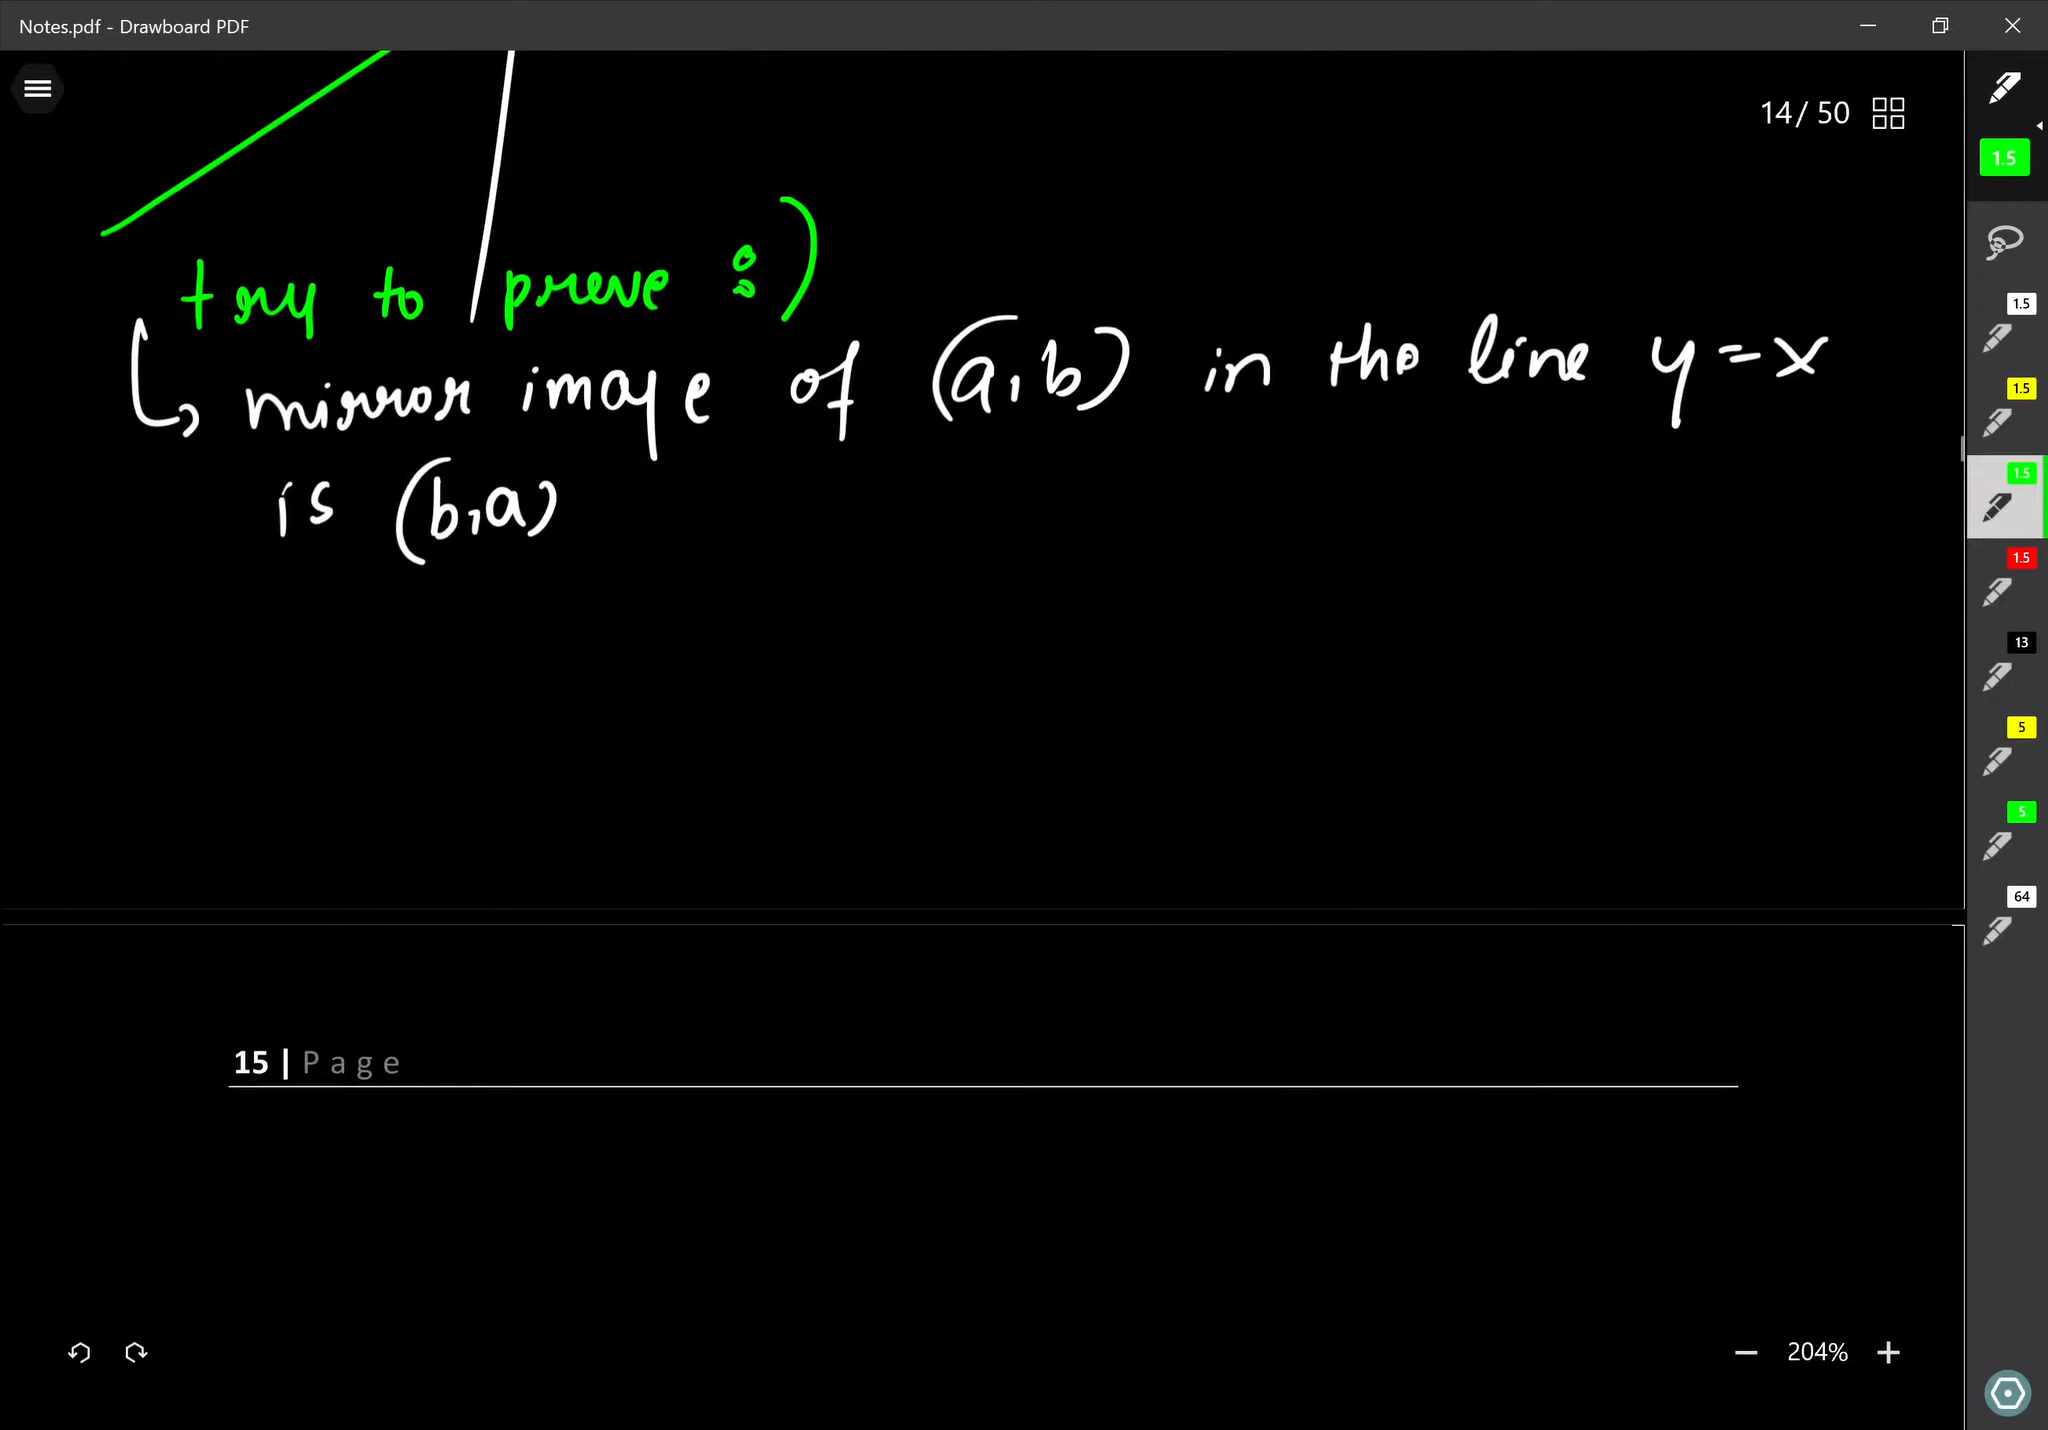 Notes.pdf - Drawboard PDF
14/ 50
1.5
try to prove :)
1.5
mirror image of (a,b) in the line y=x
1.5
is (b,a)
1.5
1.5
13
5
5
64
15 | Page
204%